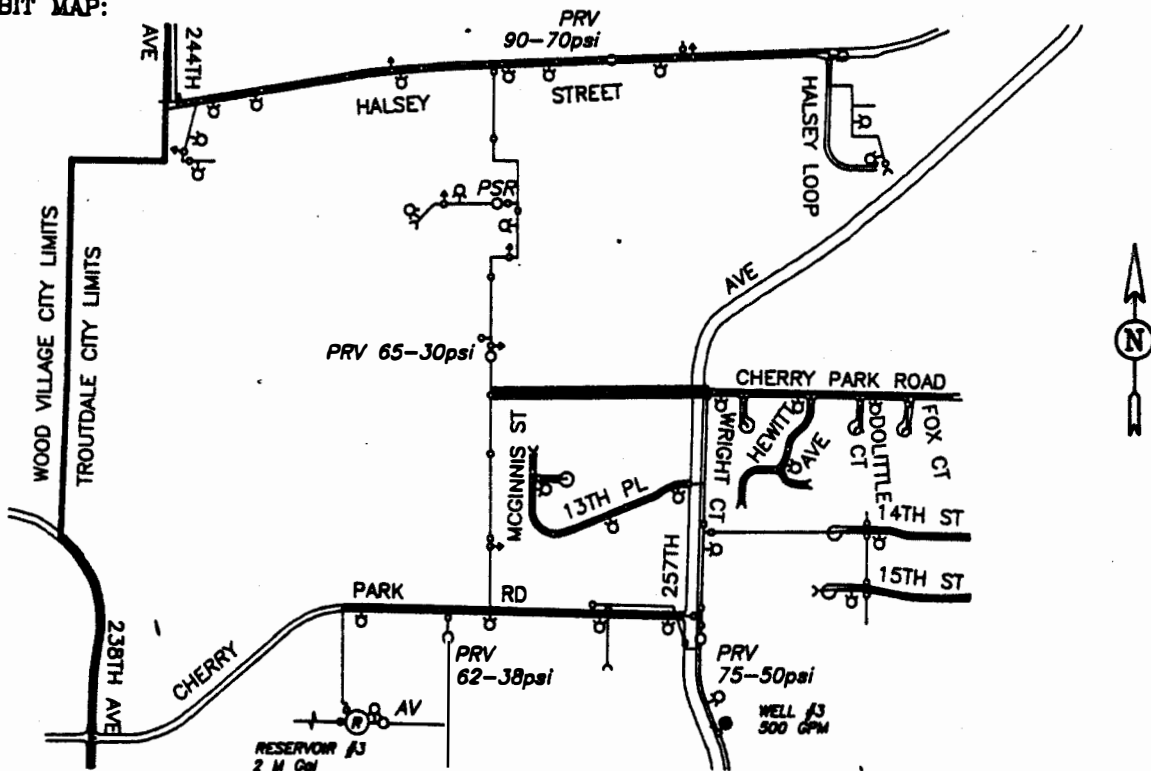 BIT MAP:
244TH
AVE
PRV
90-70psi
HALSEY STREET
HALSEY LOOP
PSR
WOOD VILLAGE CITY LIMITS
TROUTDALE CITY LIMITS
AVE
N
PRV 65-30psi
CHERRY PARK ROAD
MCGINNIS ST
WRIGHT CT
HEWITT
AVE
DOLITTLE
CT
FOX CT
13TH PL
14TH ST
257TH
15TH ST
PARK RD
238TH AVE
CHERRY
PRV
62-38psi
PRV
75-50psi
AV
R
RESERVOIR #3
2 M Gal
WELL #3
500 GPM